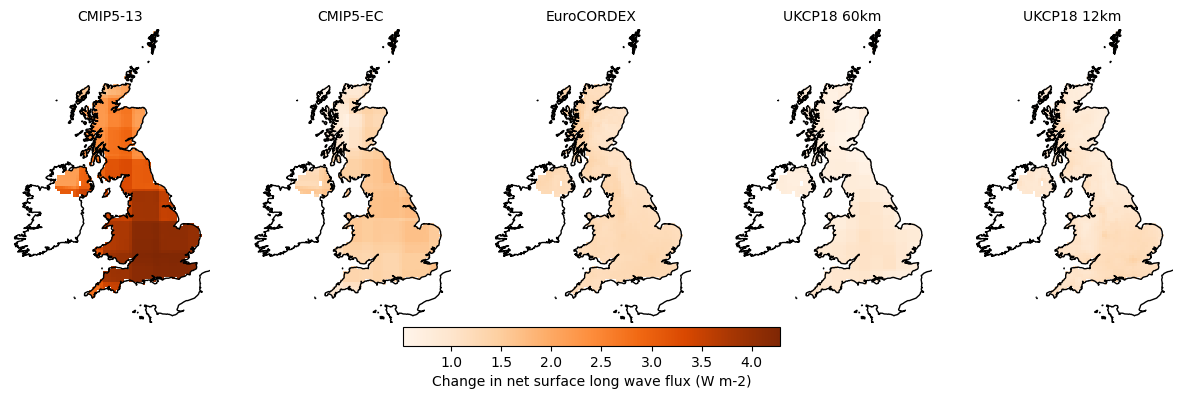 CMIP5-13 CMIP5-EC EuroCORDEX UKCP18 60km UKCP18 12km
1.0 1.5 2.0 2.5 3.0 3.5 4.0
Change in net surface long wave flux (W m-2)